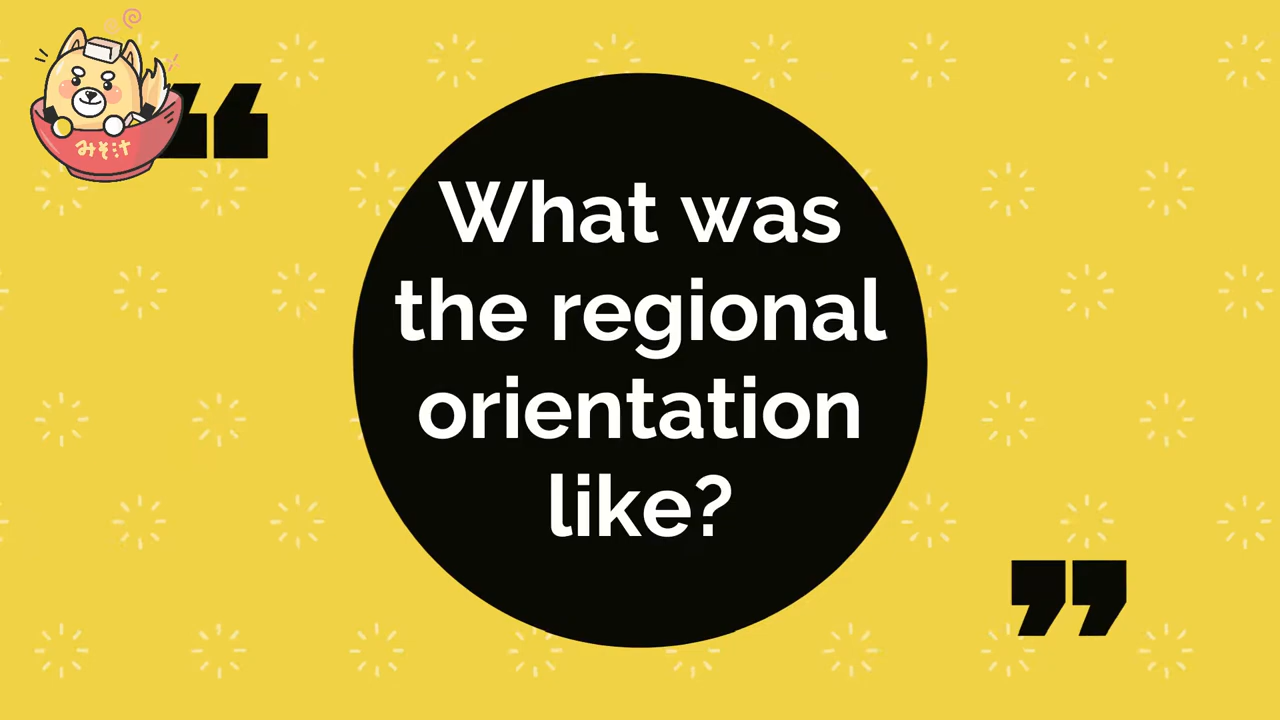 みそ汁
What was
the regional
orientation
like?